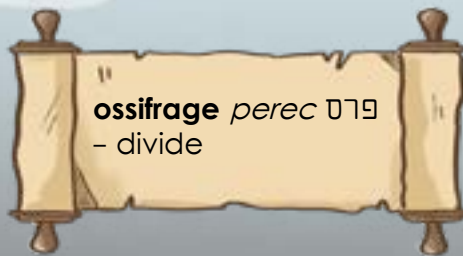 ossifrage perec פרס
– divide